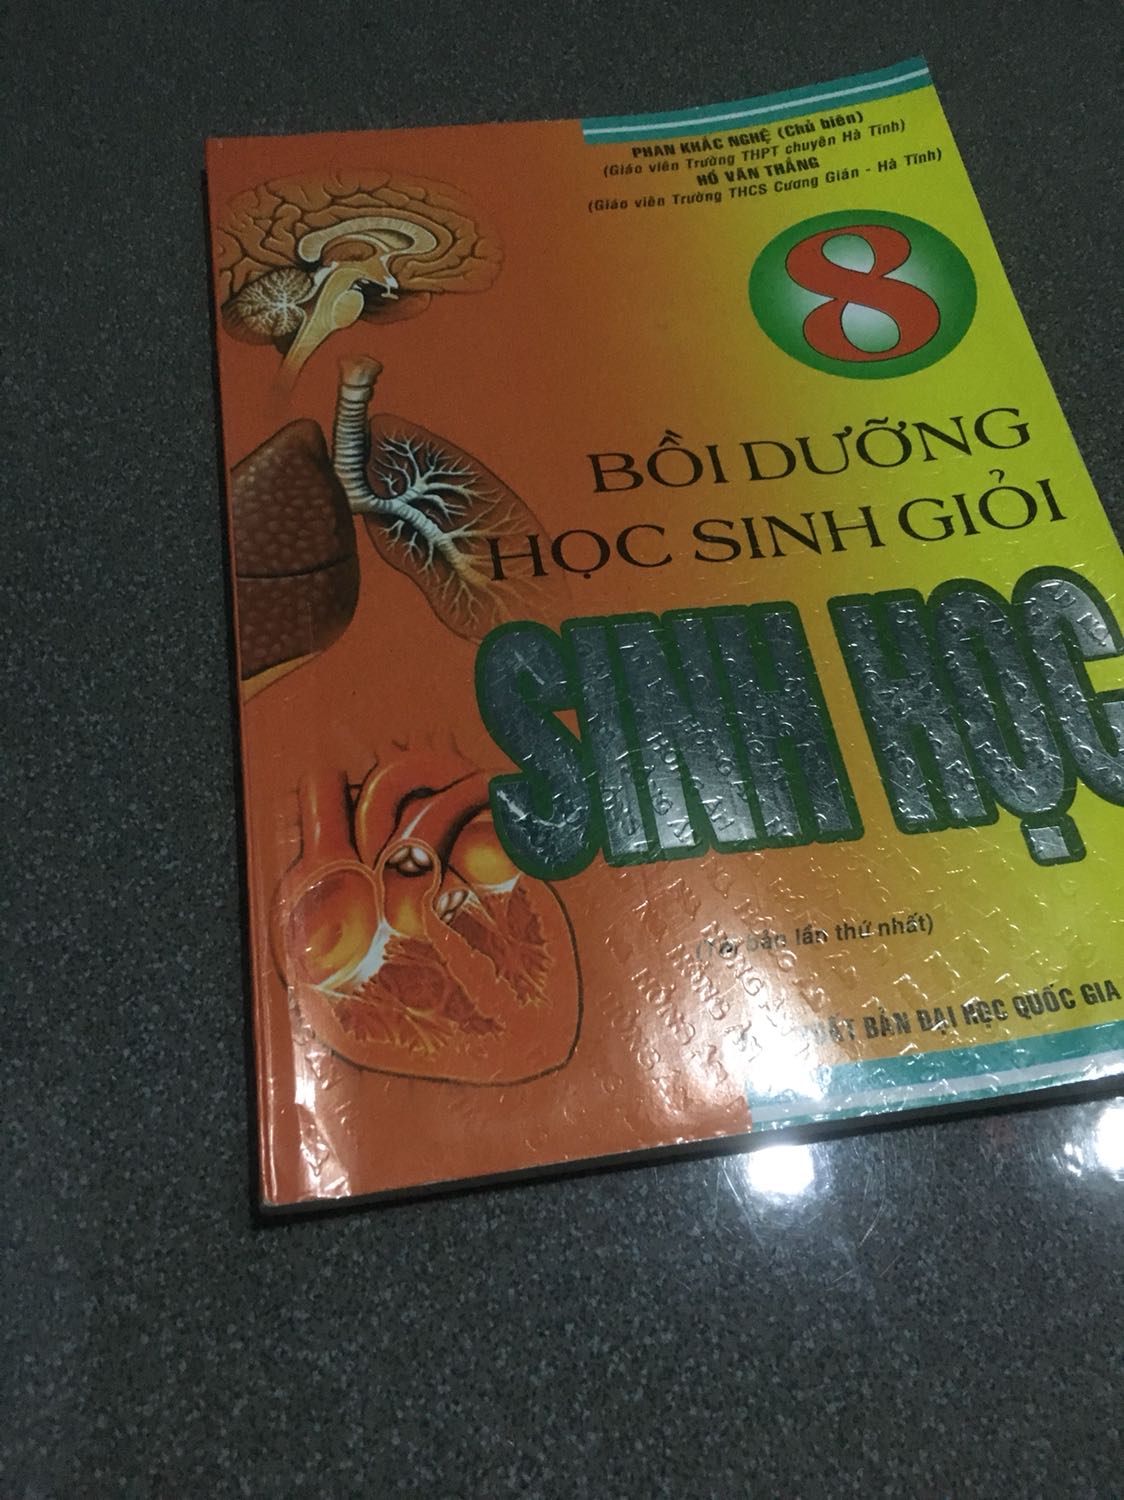 PHAN KHẮC NGHỆ (Chủ biên)
(Giáo viên Trường THPT chuyên Hà Tĩnh)
HỒ VĂN THẮNG
(Giáo viên Trường THCS Cương Gián - Hà Tĩnh)
8
BỒI DƯỠNG
HỌC SINH GIỎI
SINH HỌC
(Tái bản lần thứ nhất)
XUẤT BẢN ĐẠI HỌC QUỐC GIA